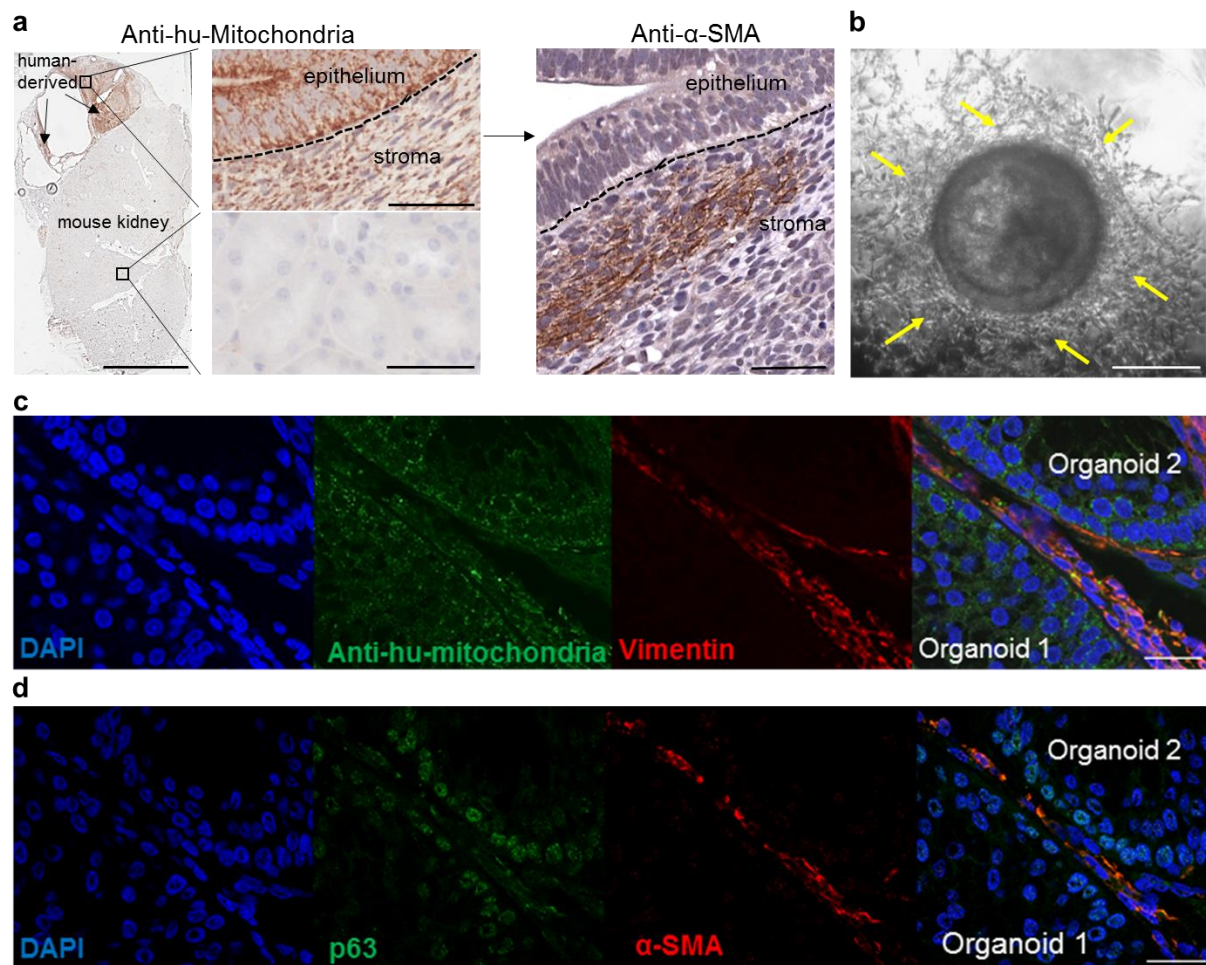 a
Anti-hu-Mitochondria
Anti-α-SMA
b
human-
derived
mouse kidney
epithelium
stroma
epithelium
stroma
c
DAPI
Anti-hu-mitochondria
Vimentin
Organoid 2
Organoid 1
d
DAPI
p63
α-SMA
Organoid 2
Organoid 1